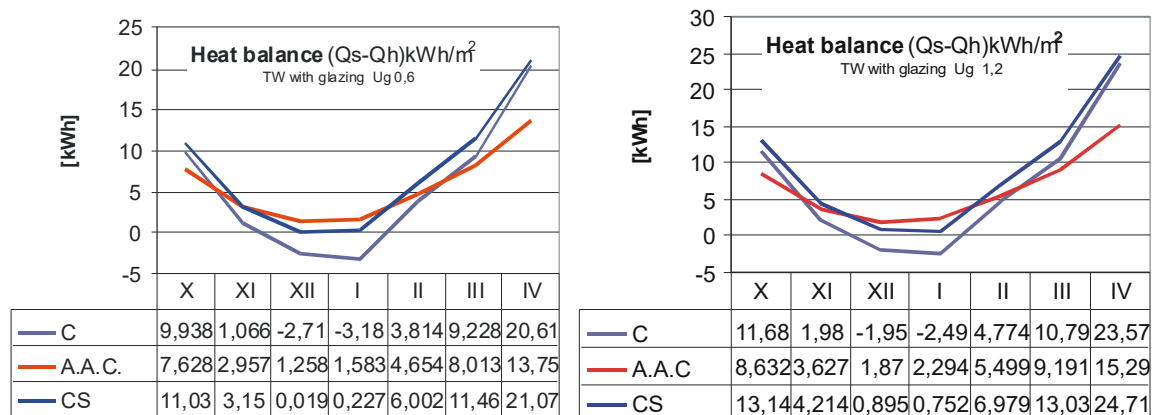 Heat balance (Qs-Qh)kWh/m²
TW with glazing Ug 0,6
[kWh]
25
20
15
10
5
0
-5
X XI XII I II III IV
C 9,938 1,066 -2,71 -3,18 3,814 9,228 20,61
A.A.C. 7,628 2,957 1,258 1,583 4,654 8,013 13,75
CS 11,03 3,15 0,019 0,227 6,002 11,46 21,07
Heat balance (Qs-Qh)kWh/m²
TW with glazing Ug 1,2
[kWh]
30
25
20
15
10
5
0
-5
X XI XII I II III IV
C 11,68 1,98 -1,95 -2,49 4,774 10,79 23,57
A.A.C 8,632 3,627 1,87 2,294 5,499 9,191 15,29
CS 13,14 4,214 0,895 0,752 6,979 13,03 24,71